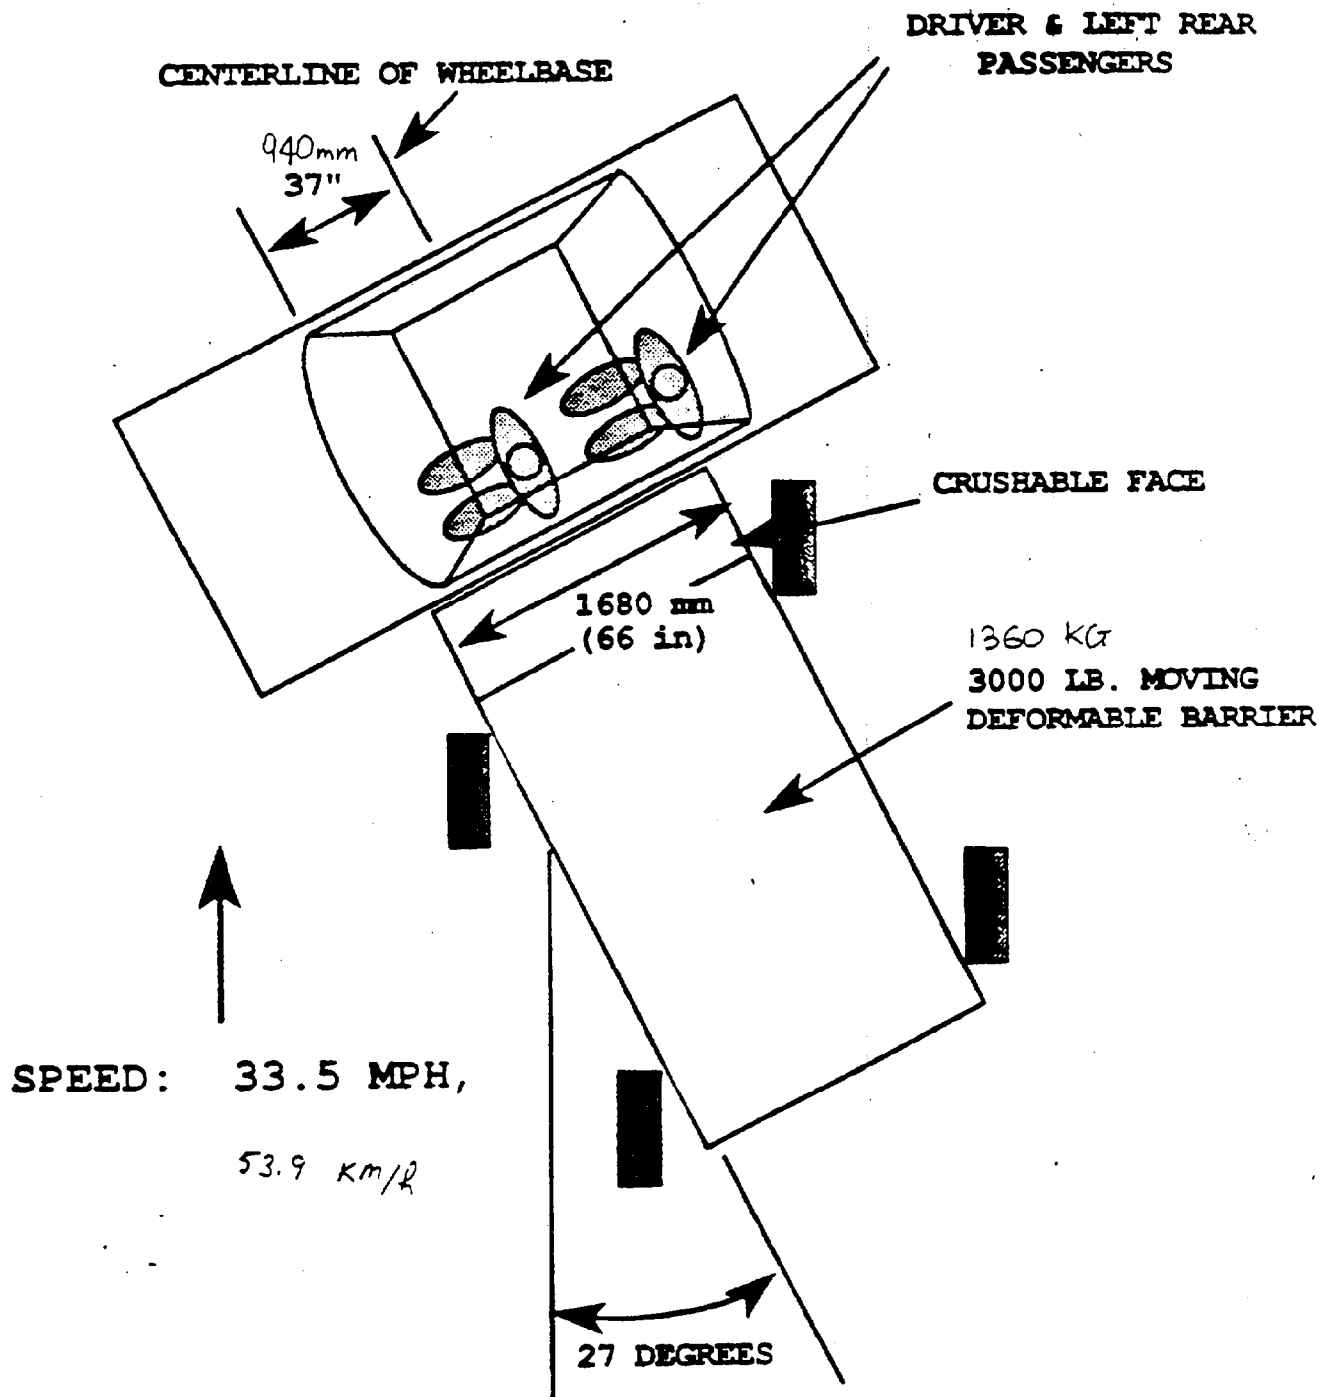 DRIVER & LEFT REAR
PASSENGERS
CENTERLINE OF WHEELBASE
940mm
37"
CRUSHABLE FACE
1680 mm
(66 in)
1360 KG
3000 LB. MOVING
DEFORMABLE BARRIER
SPEED: 33.5 MPH,
53.9 KM/h
27 DEGREES